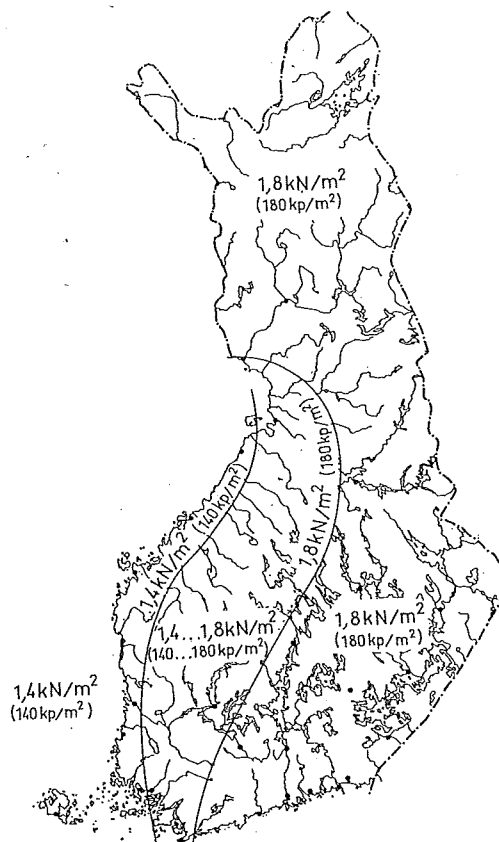 1,8kN/m²
(180kp/m²)
1,8kN/m² (180kp/m²)
1,4kN/m² (140kp/m²)
1,4...1,8kN/m²
(140...180kp/m²)
1,8kN/m²
(180kp/m²)
1,4kN/m²
(140kp/m²)